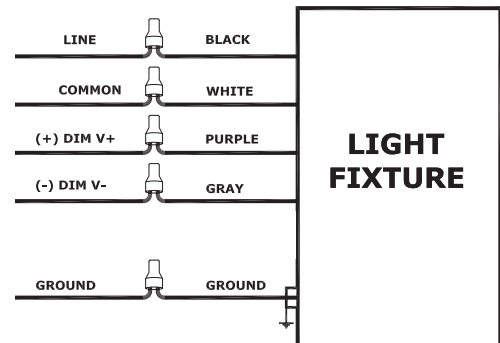 LINE BLACK
COMMON WHITE
(+) DIM V+ PURPLE
(-) DIM V- GRAY
GROUND GROUND
LIGHT
FIXTURE